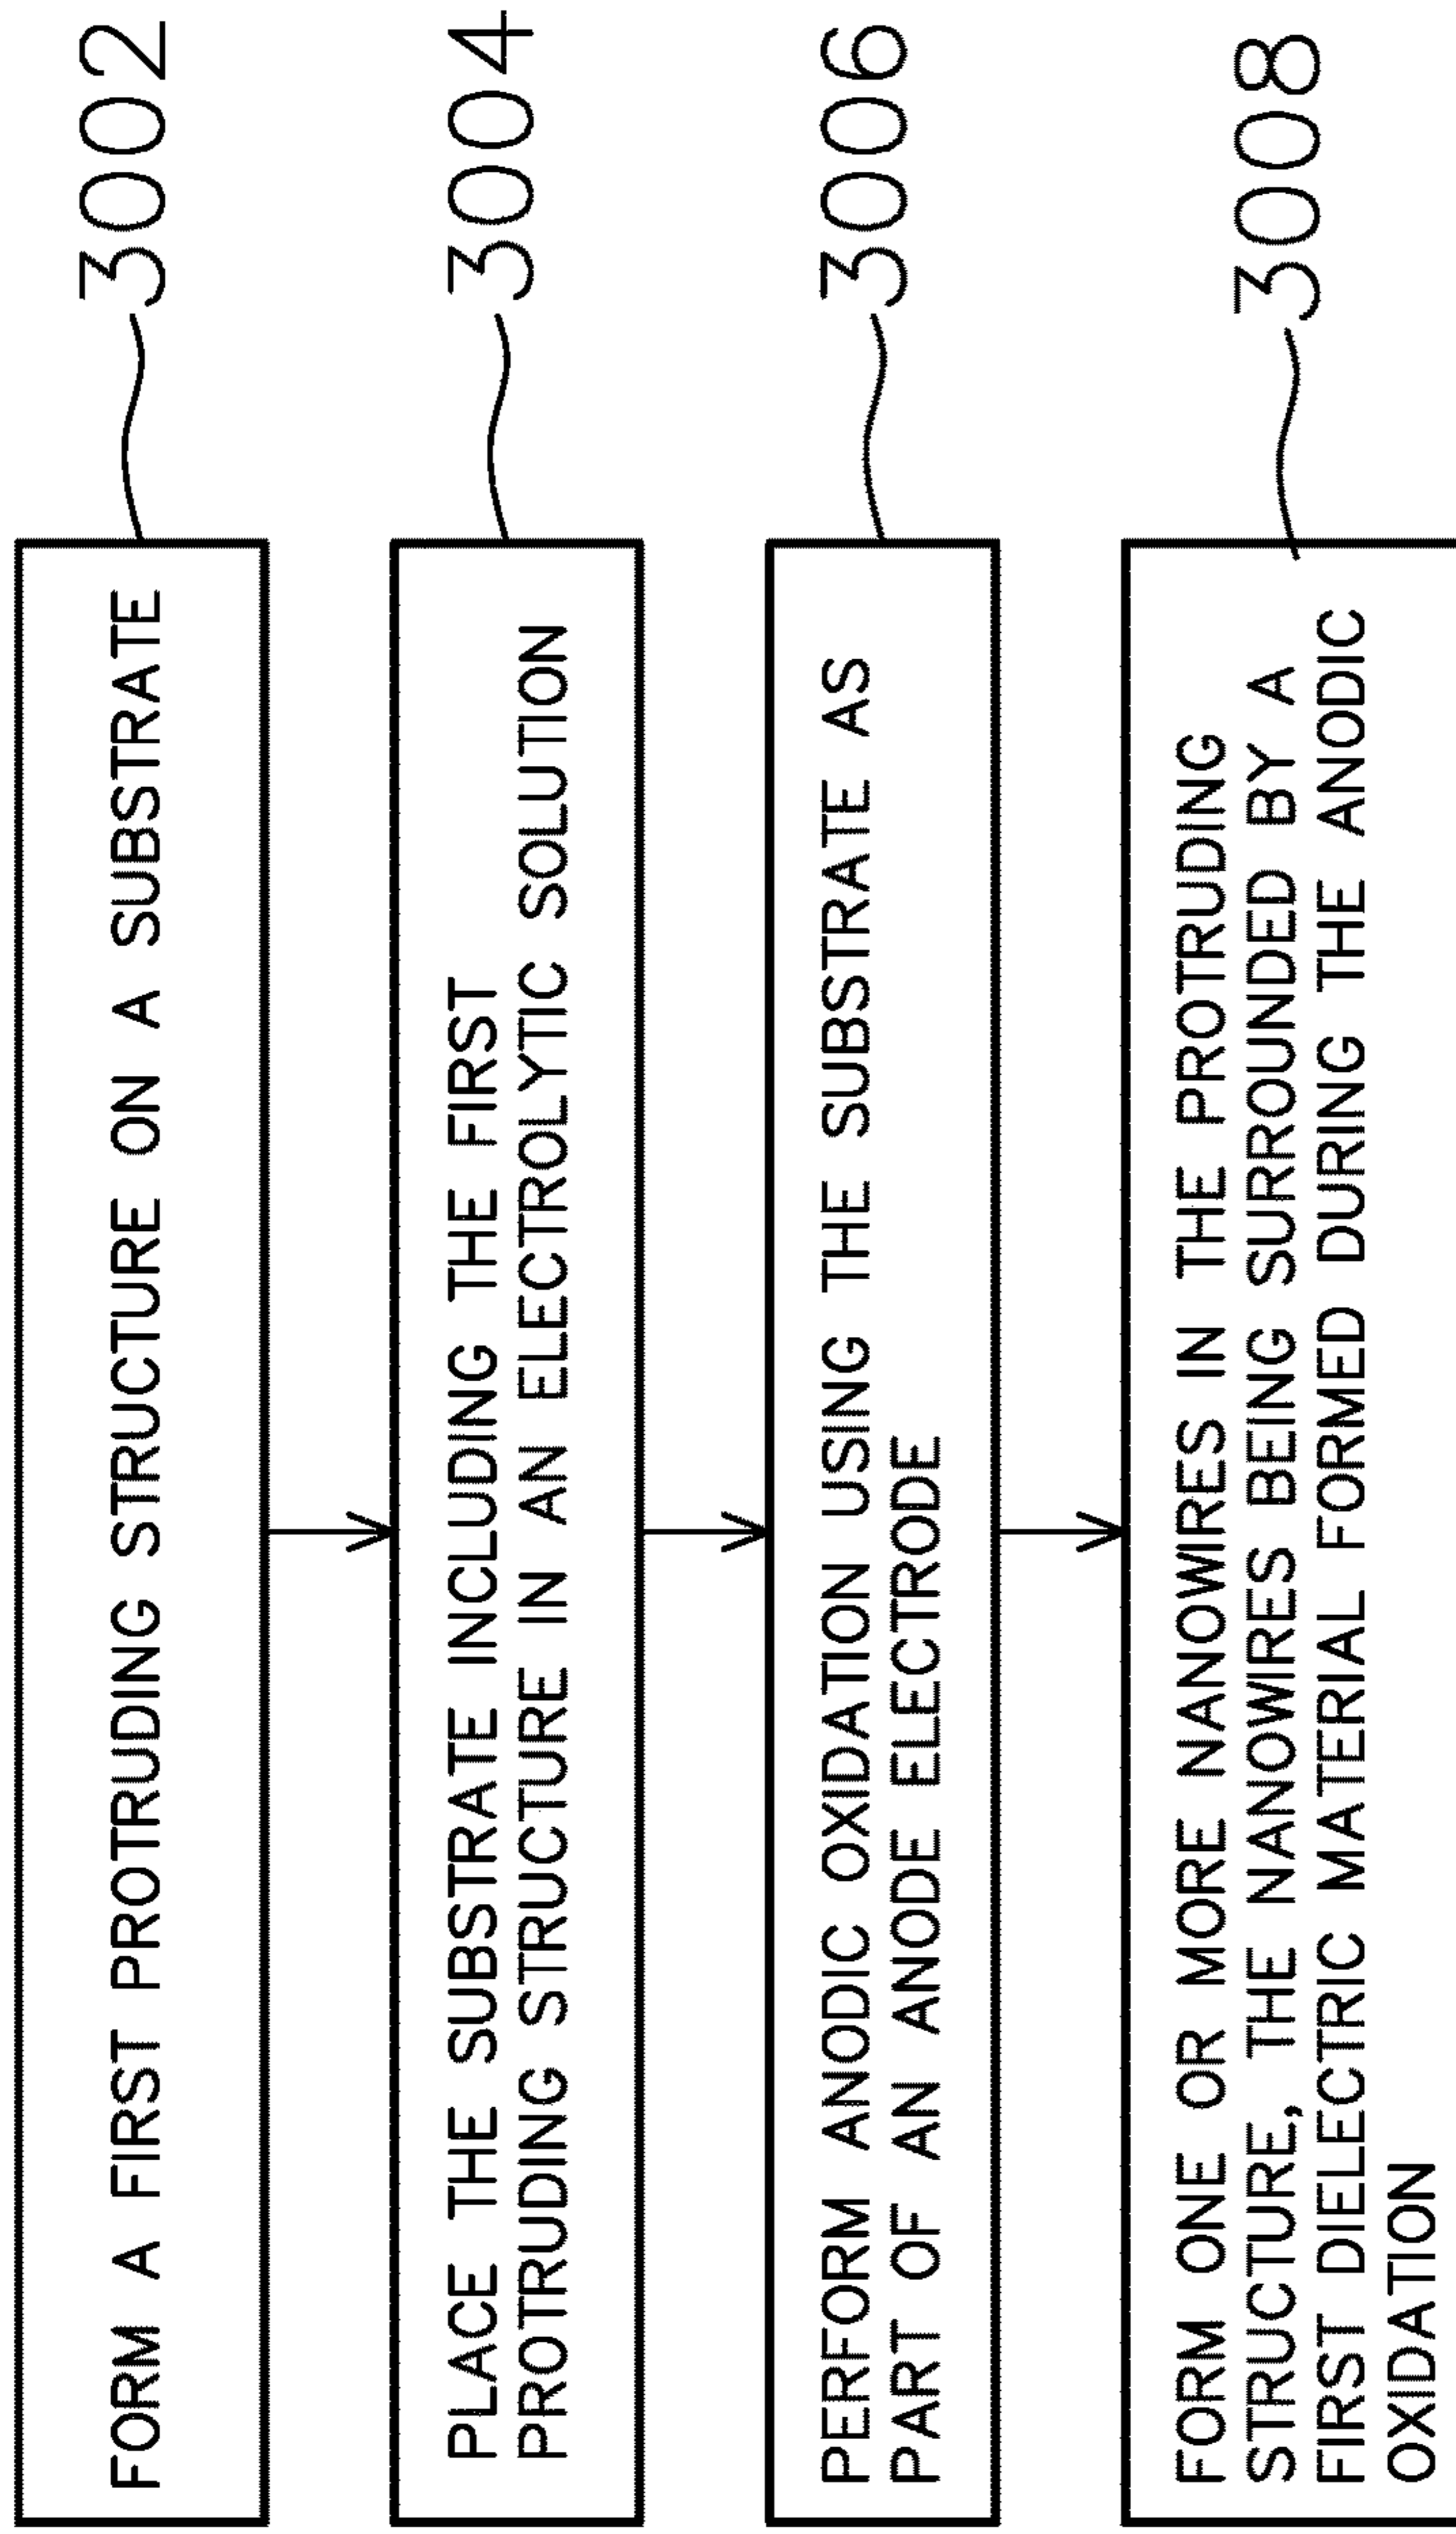 FORM A FIRST PROTRUDING STRUCTURE ON A SUBSTRATE
3002
PLACE THE SUBSTRATE INCLUDING THE FIRST
PROTRUDING STRUCTURE IN AN ELECTROLYTIC SOLUTION
3004
PERFORM ANODIC OXIDATION USING THE SUBSTRATE AS
PART OF AN ANODE ELECTRODE
3006
FORM ONE OR MORE NANOWIRES IN THE PROTRUDING
STRUCTURE, THE NANOWIRES BEING SURROUNDED BY A
FIRST DIELECTRIC MATERIAL FORMED DURING THE ANODIC
OXIDATION
3008